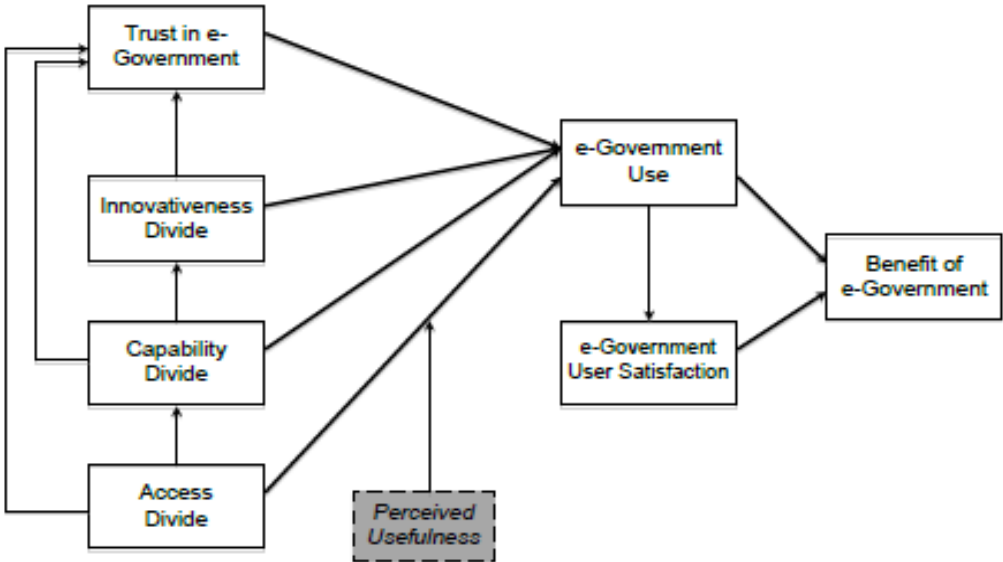 Trust in e-
Government
Innovativeness
Divide
Capability
Divide
Access
Divide
Perceived
Usefulness
e-Government
Use
e-Government
User Satisfaction
Benefit of
e-Government